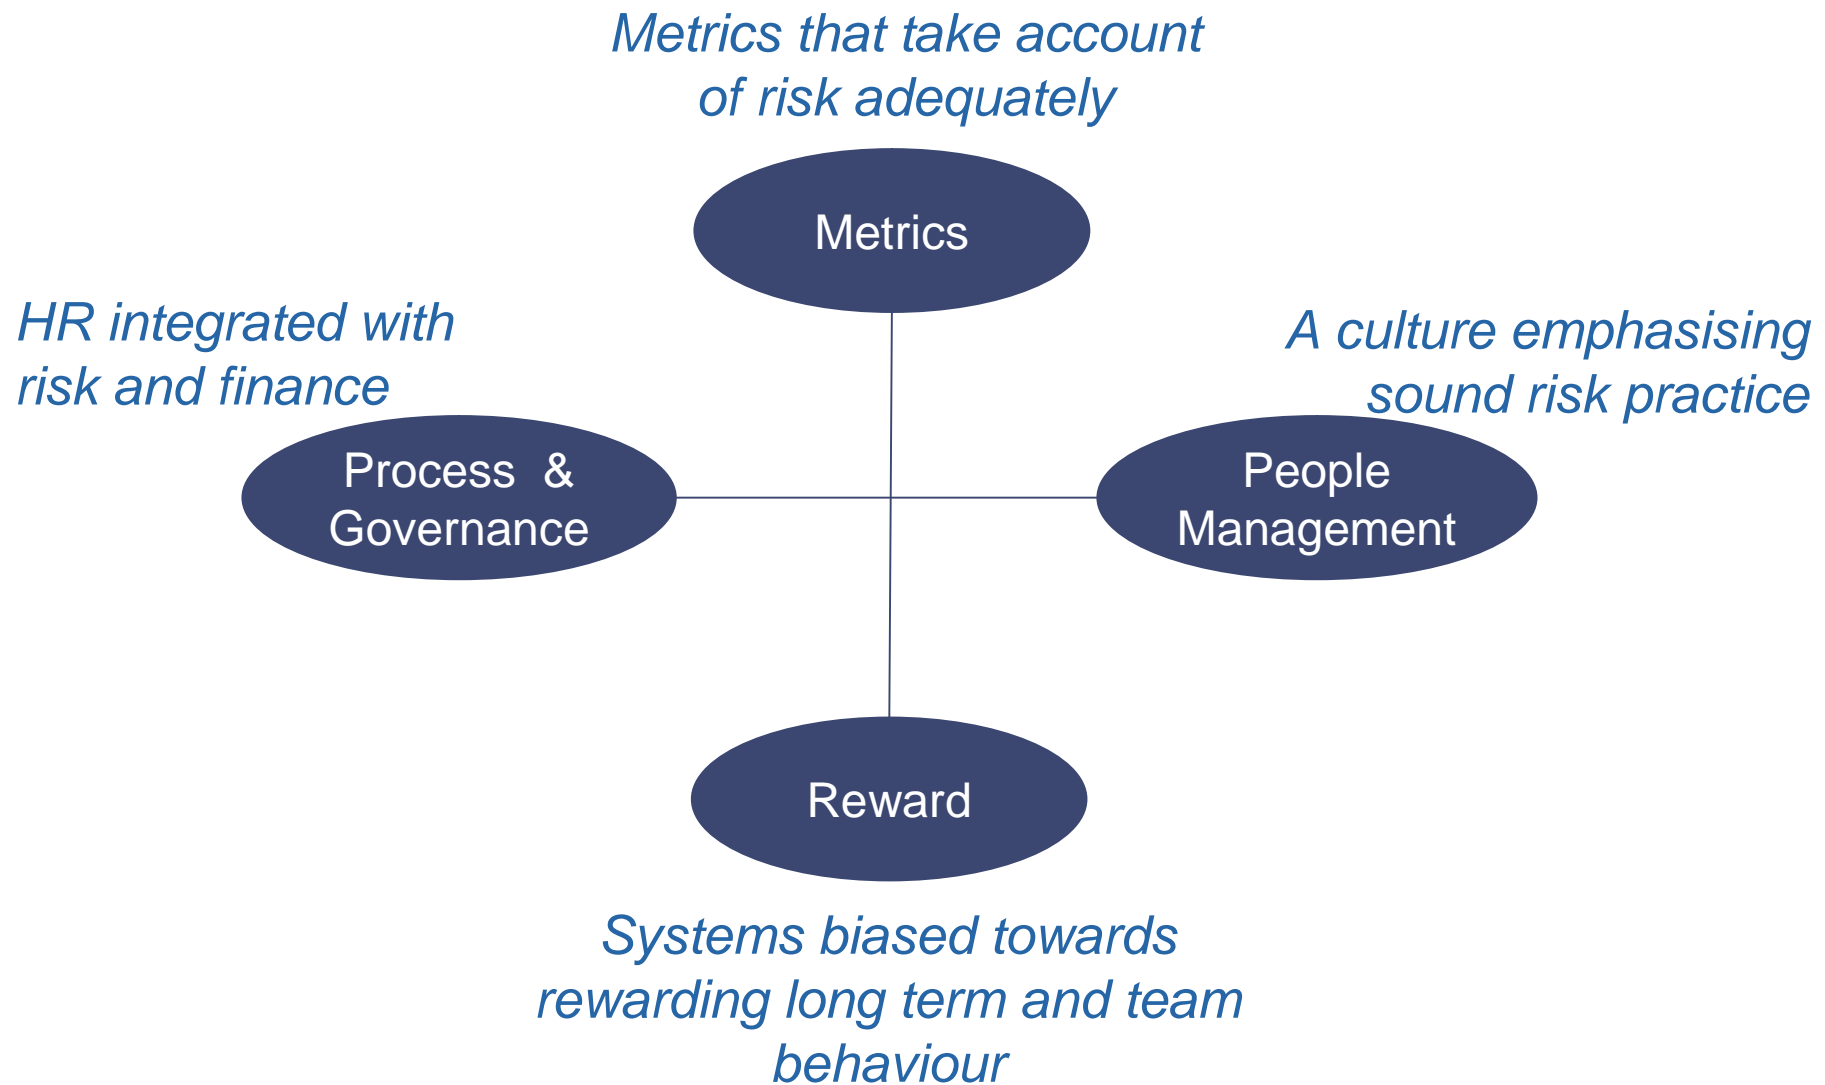 Metrics that take account
of risk adequately
Metrics
HR integrated with
risk and finance
A culture emphasising
sound risk practice
Process & 
Governance
People
Management
Reward
Systems biased towards
rewarding long term and team
behaviour